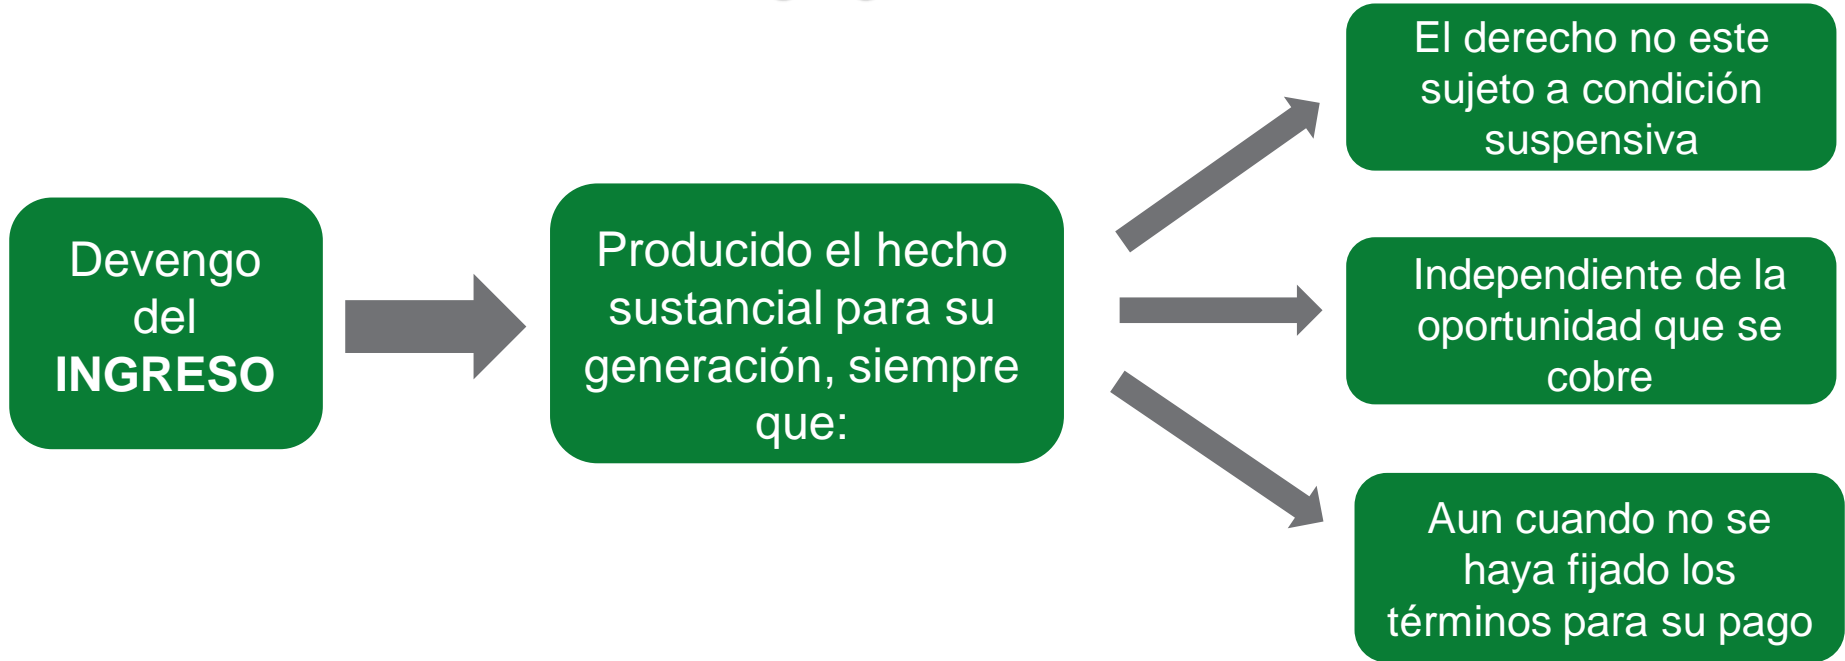 Devengo
del
INGRESO
Producido el hecho
sustancial para su
generación, siempre
que:
El derecho no este
sujeto a condición
suspensiva
Independiente de la
oportunidad que se
cobre
Aun cuando no se
haya fijado los
términos para su pago